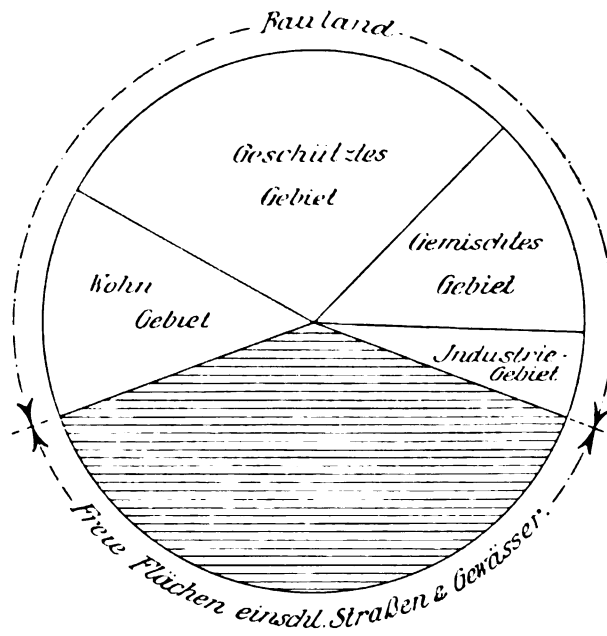 Bauland.
Geschütztes
Gebiet
Gemischtes
Gebiet
Wohn
Gebiet
Industrie-
Gebiet
Freie Flächen einschl. Straßen & Gewässer.